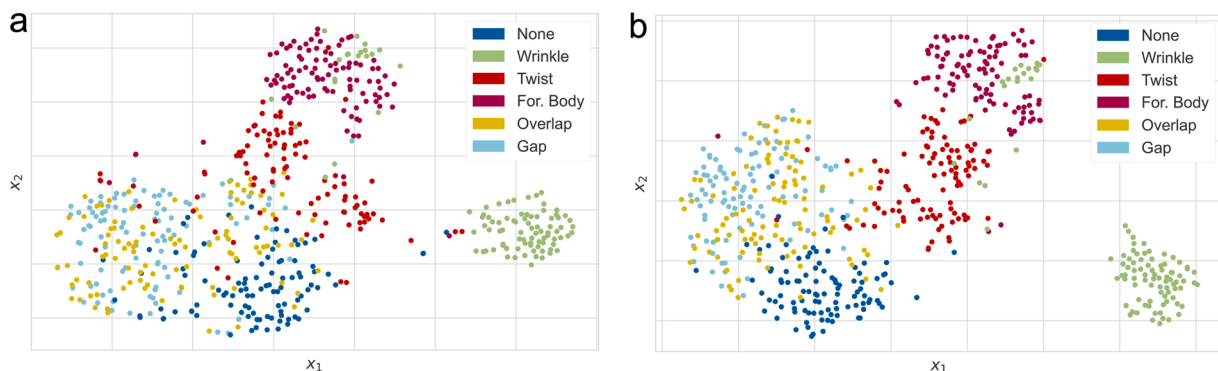 a
None
Wrinkle
Twist
For. Body
Overlap
Gap
x₂
x₁
b
None
Wrinkle
Twist
For. Body
Overlap
Gap
x₂
x₁